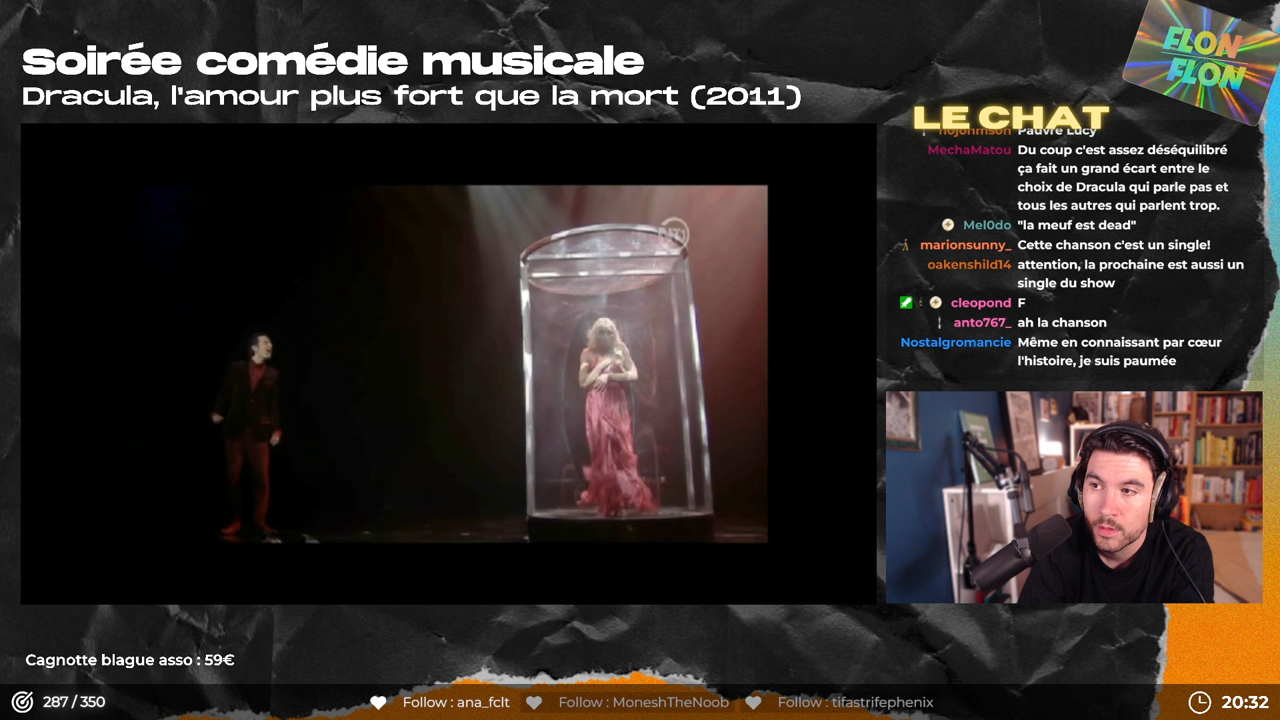 Soirée comédie musicale
Dracula, l'amour plus fort que la mort (2011)
FLON
FLON
LE CHAT
nojohmson Pauvre Lucy
MechaMatou Du coup c'est assez déséquilibré
ça fait un grand écart entre le
choix de Dracula qui parle pas et
tous les autres qui parlent trop.
Mel0do "la meuf est dead"
marionsunny_ Cette chanson c'est un single!
oakenshild14 attention, la prochaine est aussi un
single du show
cleopond F
anto767_ ah la chanson
Nostalgromancie Même en connaissant par cœur
l'histoire, je suis paumée
NT1
Cagnotte blague asso : 59€
287 / 350
Follow : ana_fclt
Follow : MoneshTheNoob
Follow : tifastrifephenix
20:32